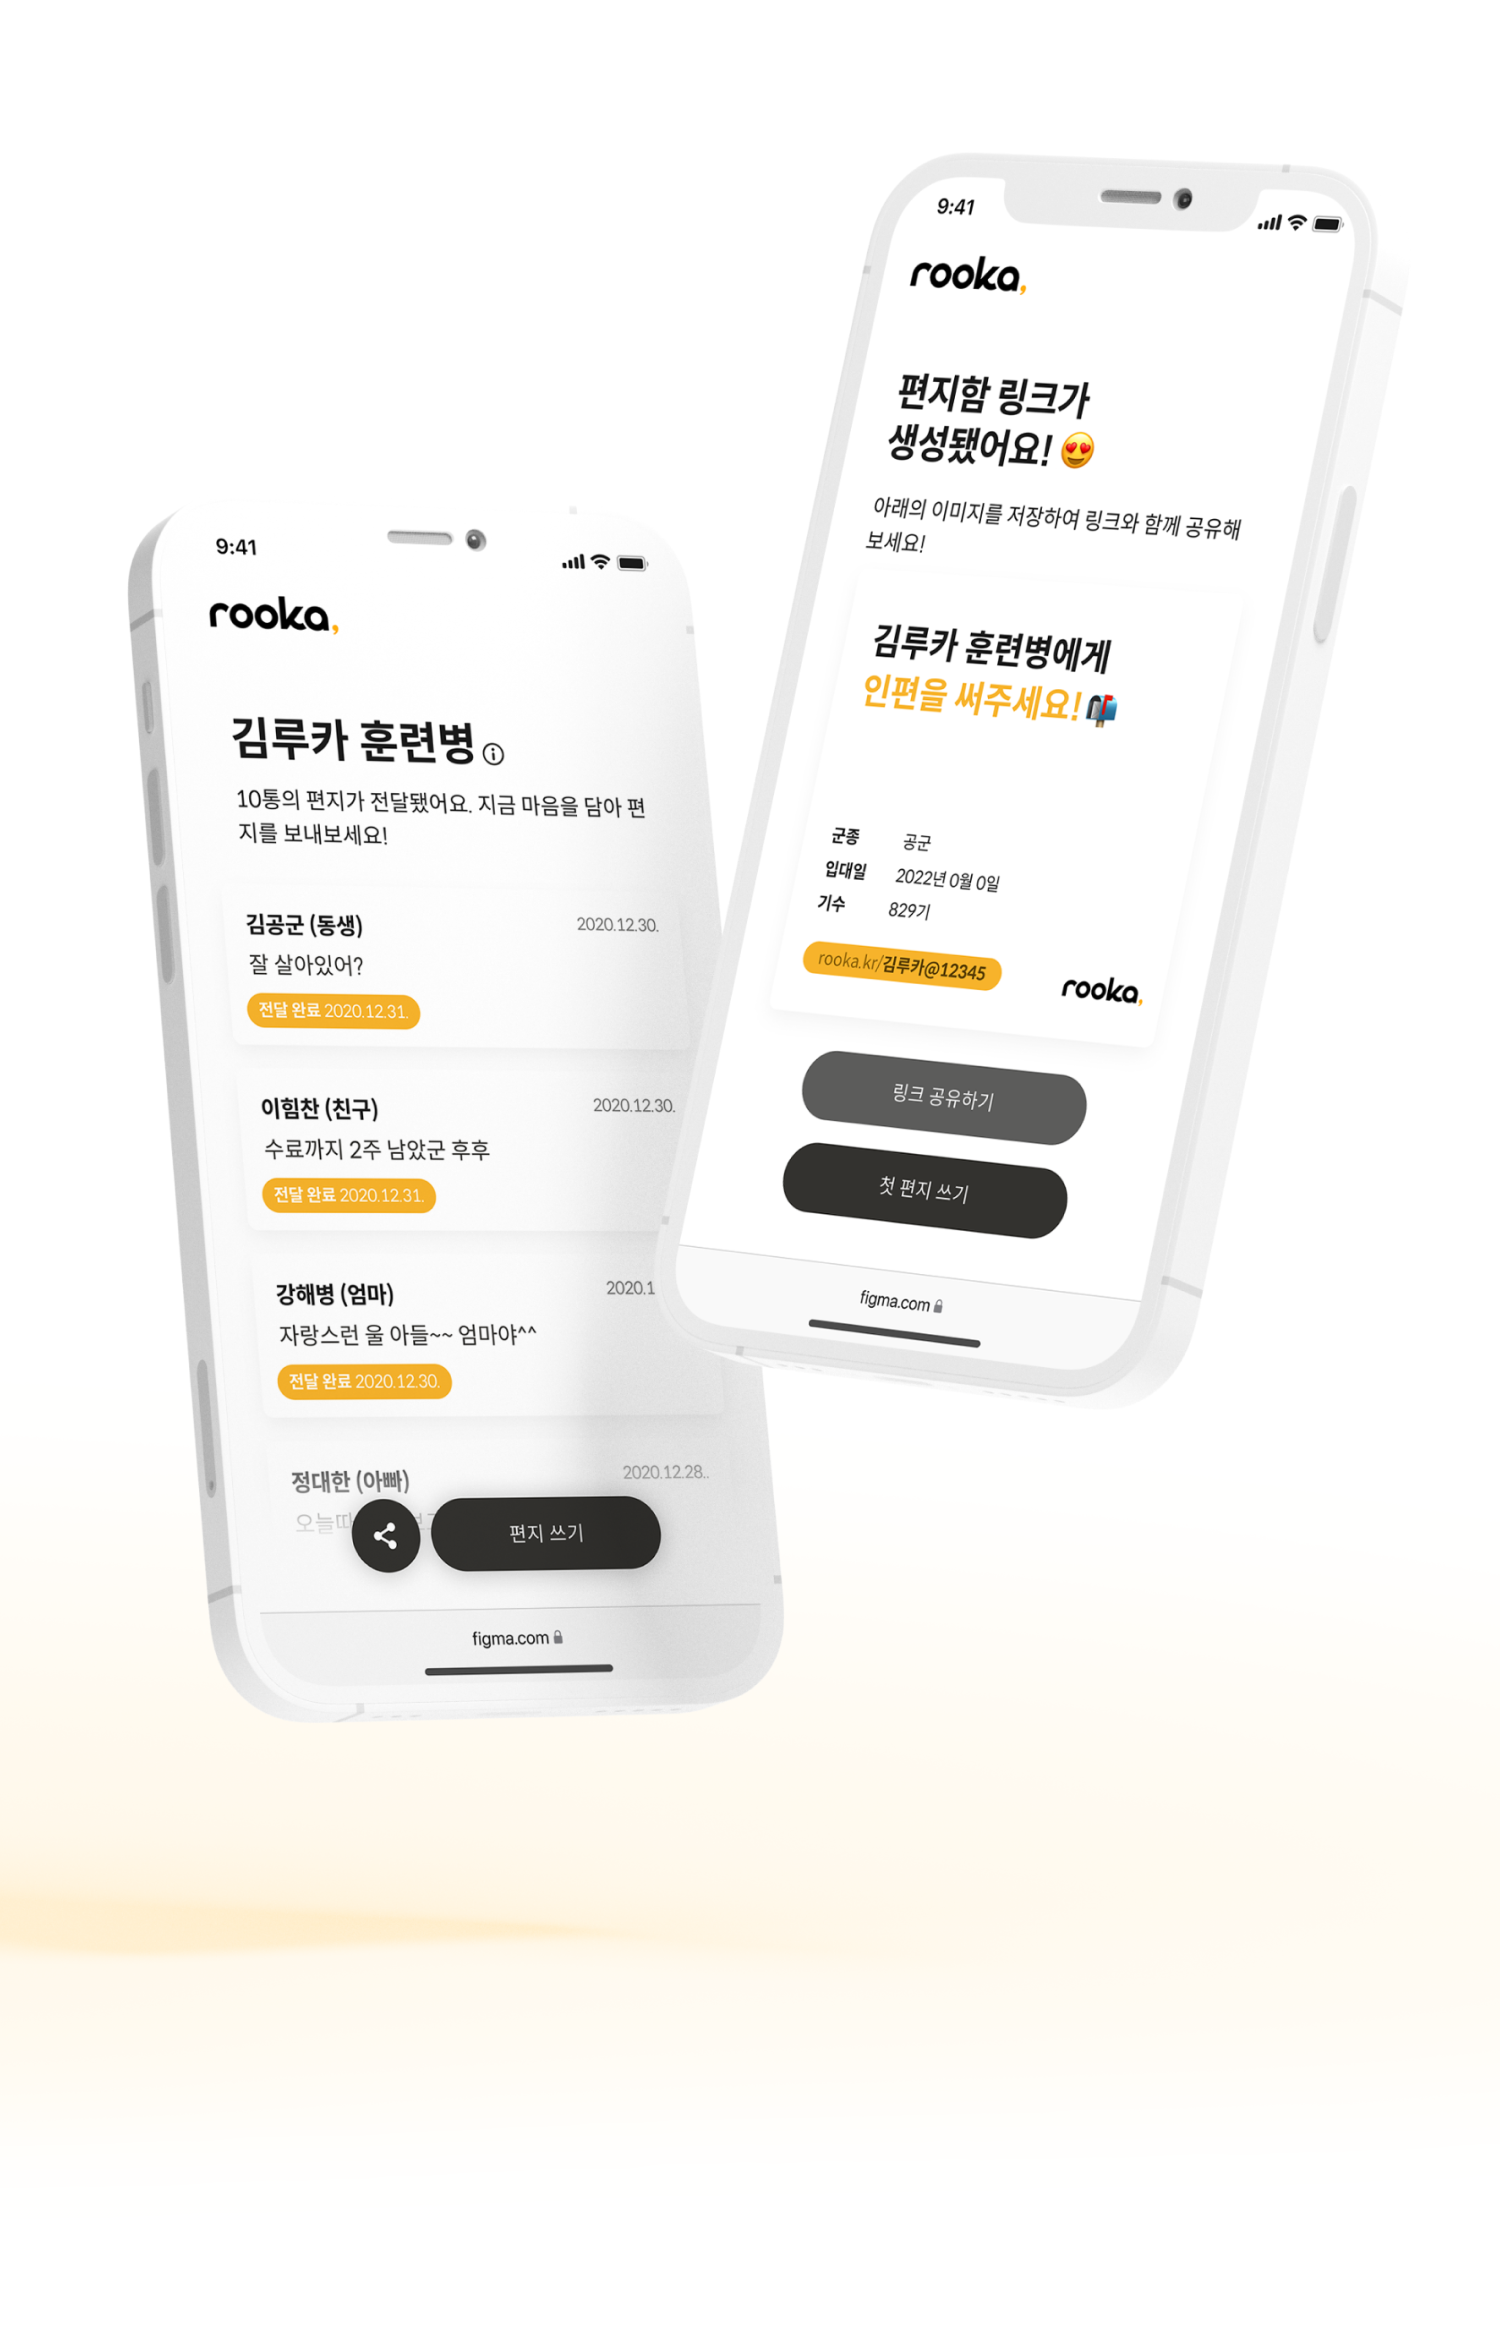 9:41
rooka,
김루카 훈련병
10통의 편지가 전달됐어요. 지금 마음을 담아 편
지를 보내보세요!
김공군 (동생)
2020.12.30.
잘 살아있어?
전달 완료 2020.12.31.
이힘찬 (친구)
2020.12.30.
수료까지 2주 남았군 후후
전달 완료 2020.12.31.
강해병 (엄마)
2020.1
자랑스런 울 아들~~ 엄마야^^
전달 완료 2020.12.30.
정대한 (아빠)
2020.12.28..
편지 쓰기
figma.com
9:41
rooka,
편지함 링크가
생성됐어요! 😍
아래의 이미지를 저장하여 링크와 함께 공유해
보세요!
김루카 훈련병에게
인편을 써주세요! 📬
군종 공군
입대일 2022년 0월 0일
기수 829기
rooka.kr/김루카@12345
rooka,
링크 공유하기
첫 편지 쓰기
figma.com